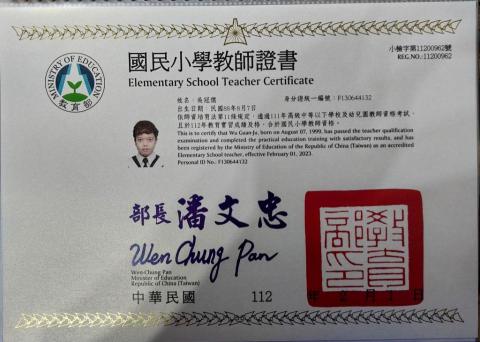 MINISTRY OF EDUCATION
教育部
國民小學教師證書
小檢字第11200962號
Elementary School Teacher Certificate
REG.NO.:11200962
姓名:吳冠儒
身分證統一編號:F130644132
出生日期:民國88年8月7日
依師資培育法第11條規定,通過111年高級中等以下學校及幼兒園教師資格考試,
且於112年教育實習成績及格,合於國民小學教師資格。
This is to certify that Wu Guan-Ju, born on August 07, 1999, has passed the teacher qualification
examination and completed the practical education training with satisfactory results, and has
been registered by the Ministry of Education of the Republic of China (Taiwan) as an accredited
Elementary School teacher, effective February 01, 2023.
Personal ID No.: F130644132
部長 潘文忠
Wen Chung Pan
Wen-Chung Pan
Minister of Education
Republic of China (Taiwan)
中華民國 112 年 2 月 1 日